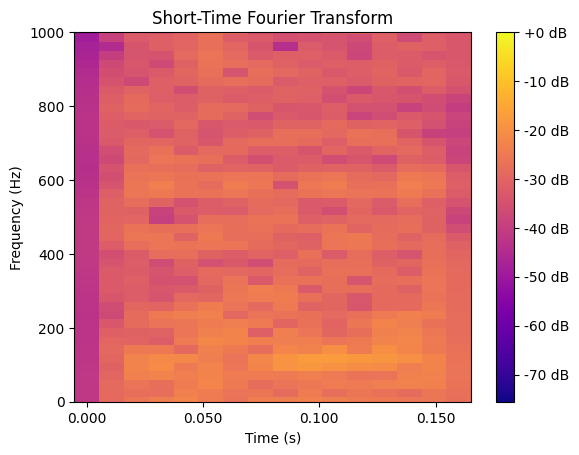 Short-Time Fourier Transform
Frequency (Hz)
1000
800
600
400
200
0
0.000
0.050
0.100
0.150
Time (s)
+0 dB
-10 dB
-20 dB
-30 dB
-40 dB
-50 dB
-60 dB
-70 dB